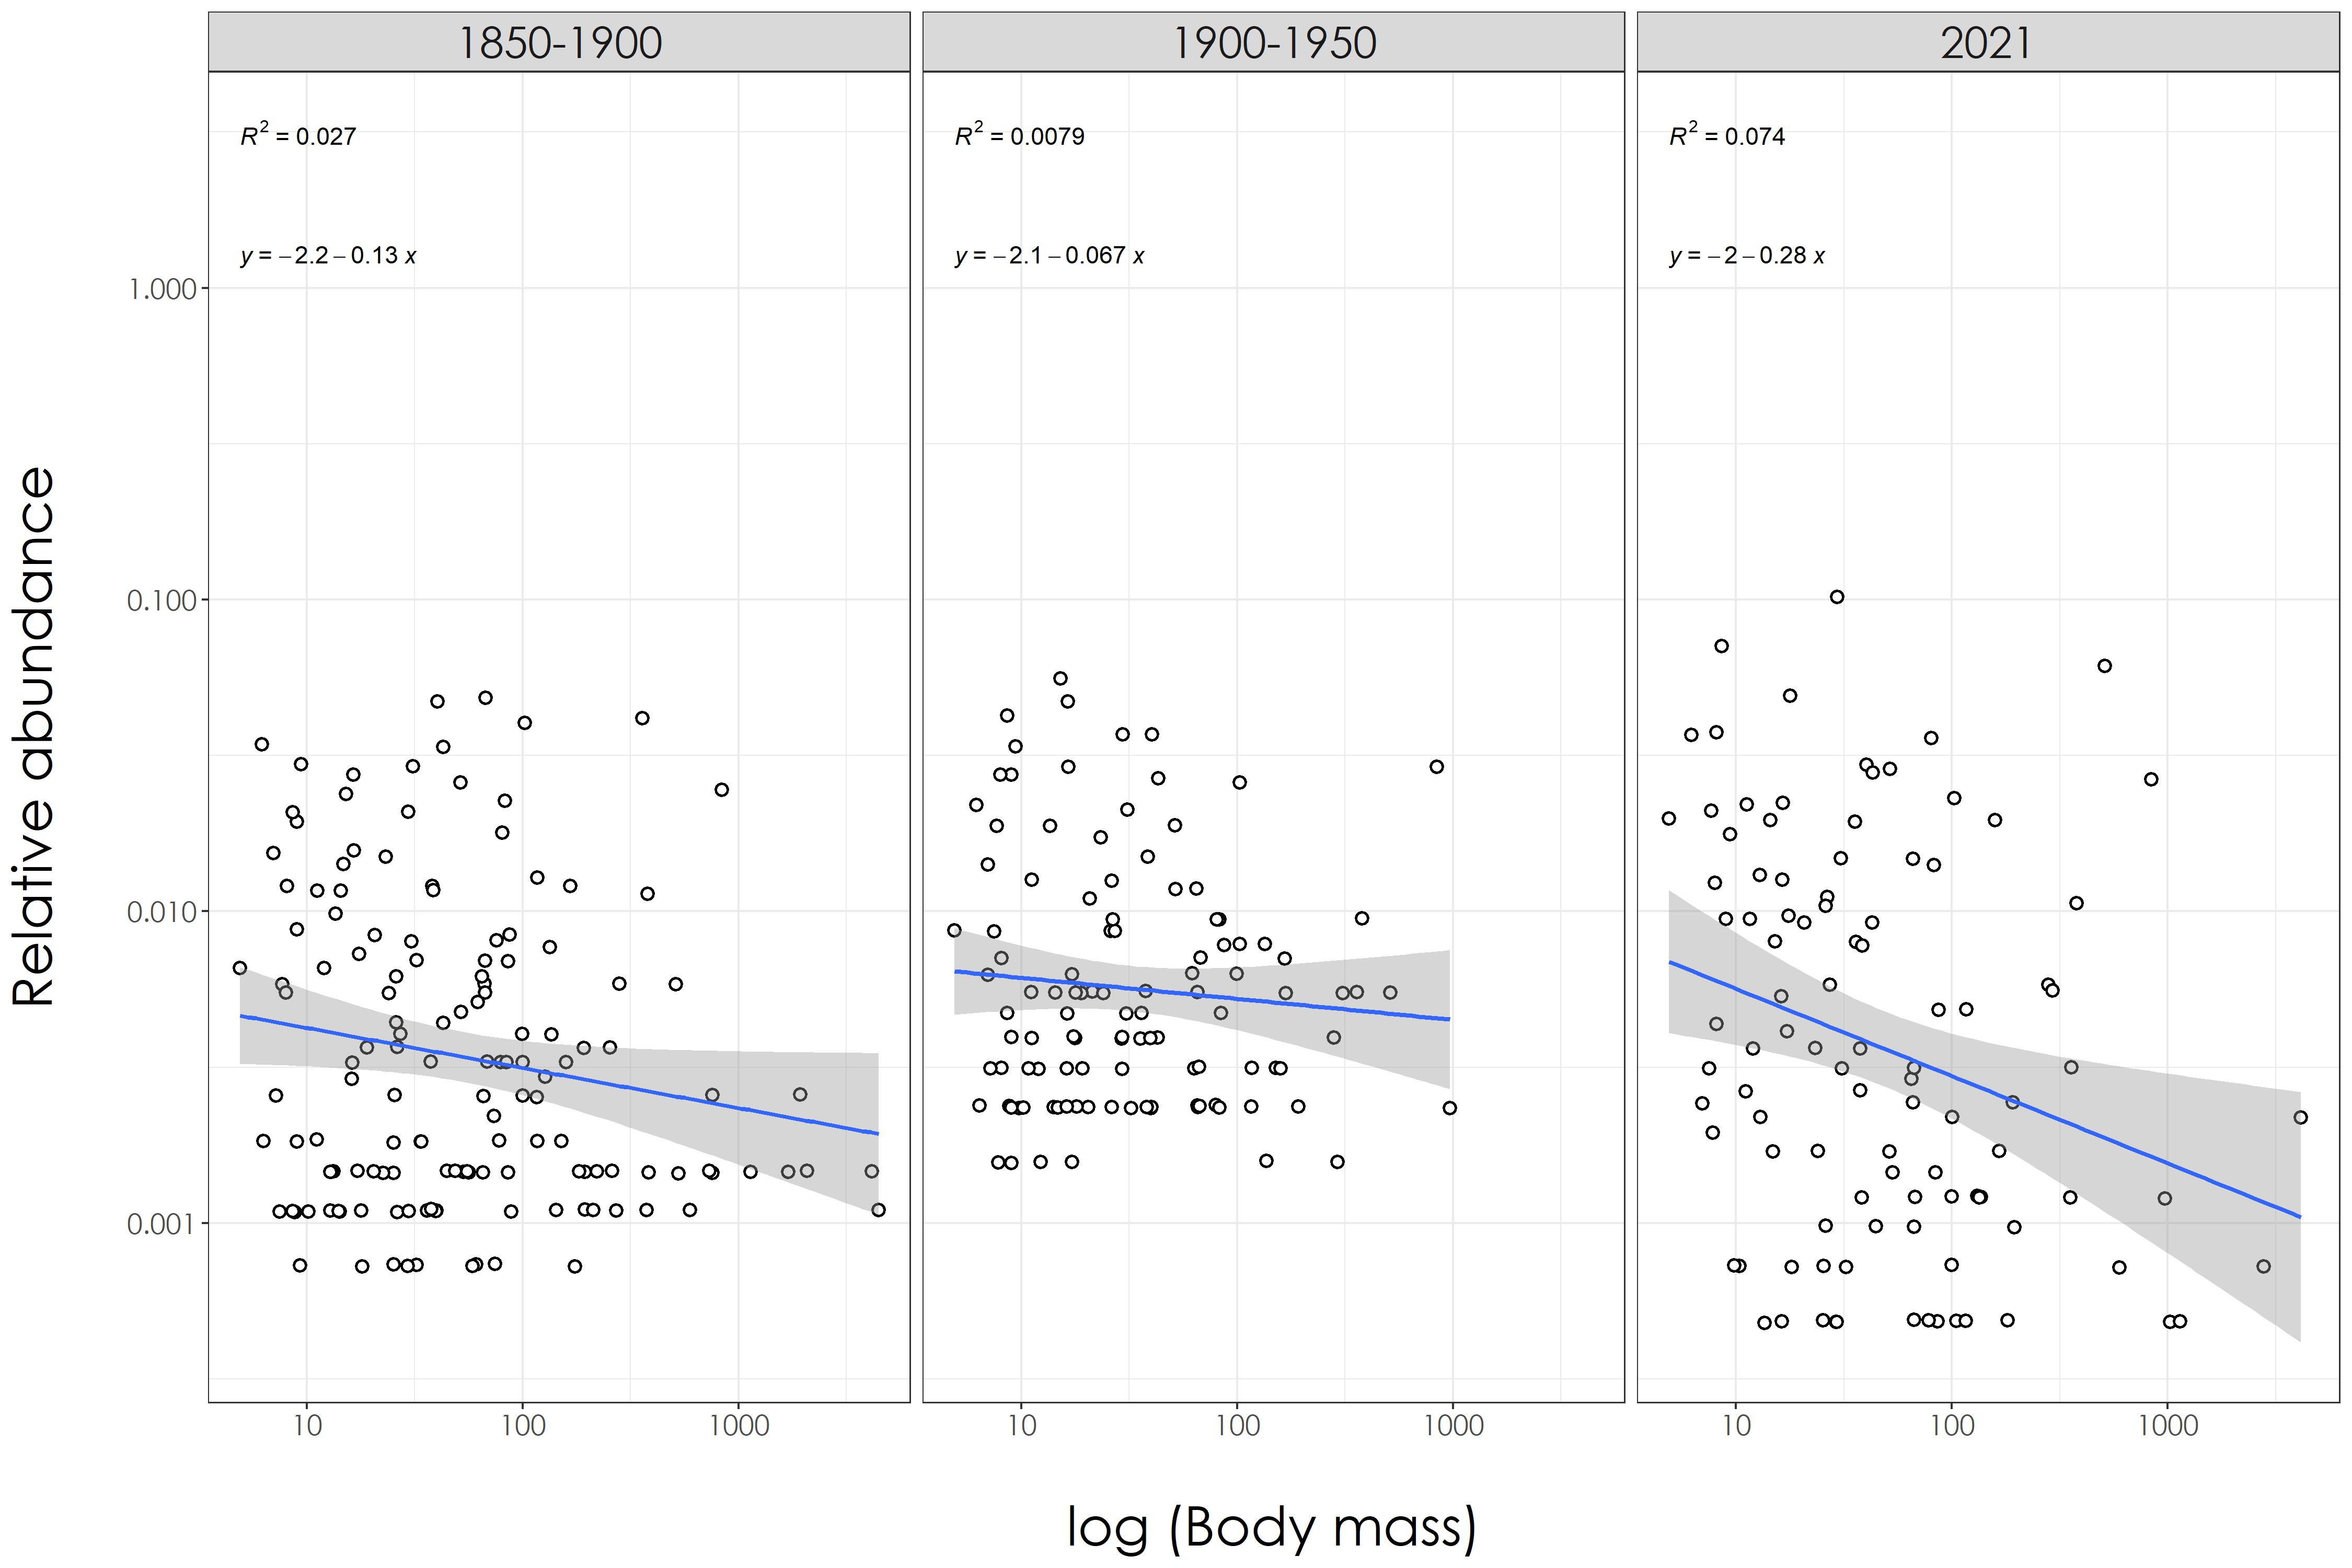 1850-1900 1900-1950 2021
R² = 0.027 R² = 0.0079 R² = 0.074
y = −2.2 − 0.13 x y = −2.1 − 0.067 x y = −2 − 0.28 x
1.000
0.100
0.010
0.001
Relative abundance
10 100 1000 10 100 1000 10 100 1000
log (Body mass)